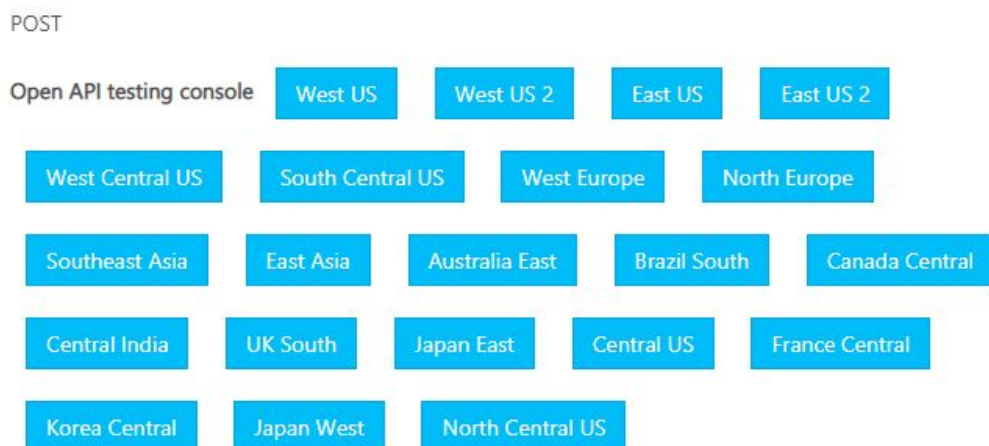 POST
Open API testing console West US West US 2 East US East US 2
West Central US South Central US West Europe North Europe
Southeast Asia East Asia Australia East Brazil South Canada Central
Central India UK South Japan East Central US France Central
Korea Central Japan West North Central US